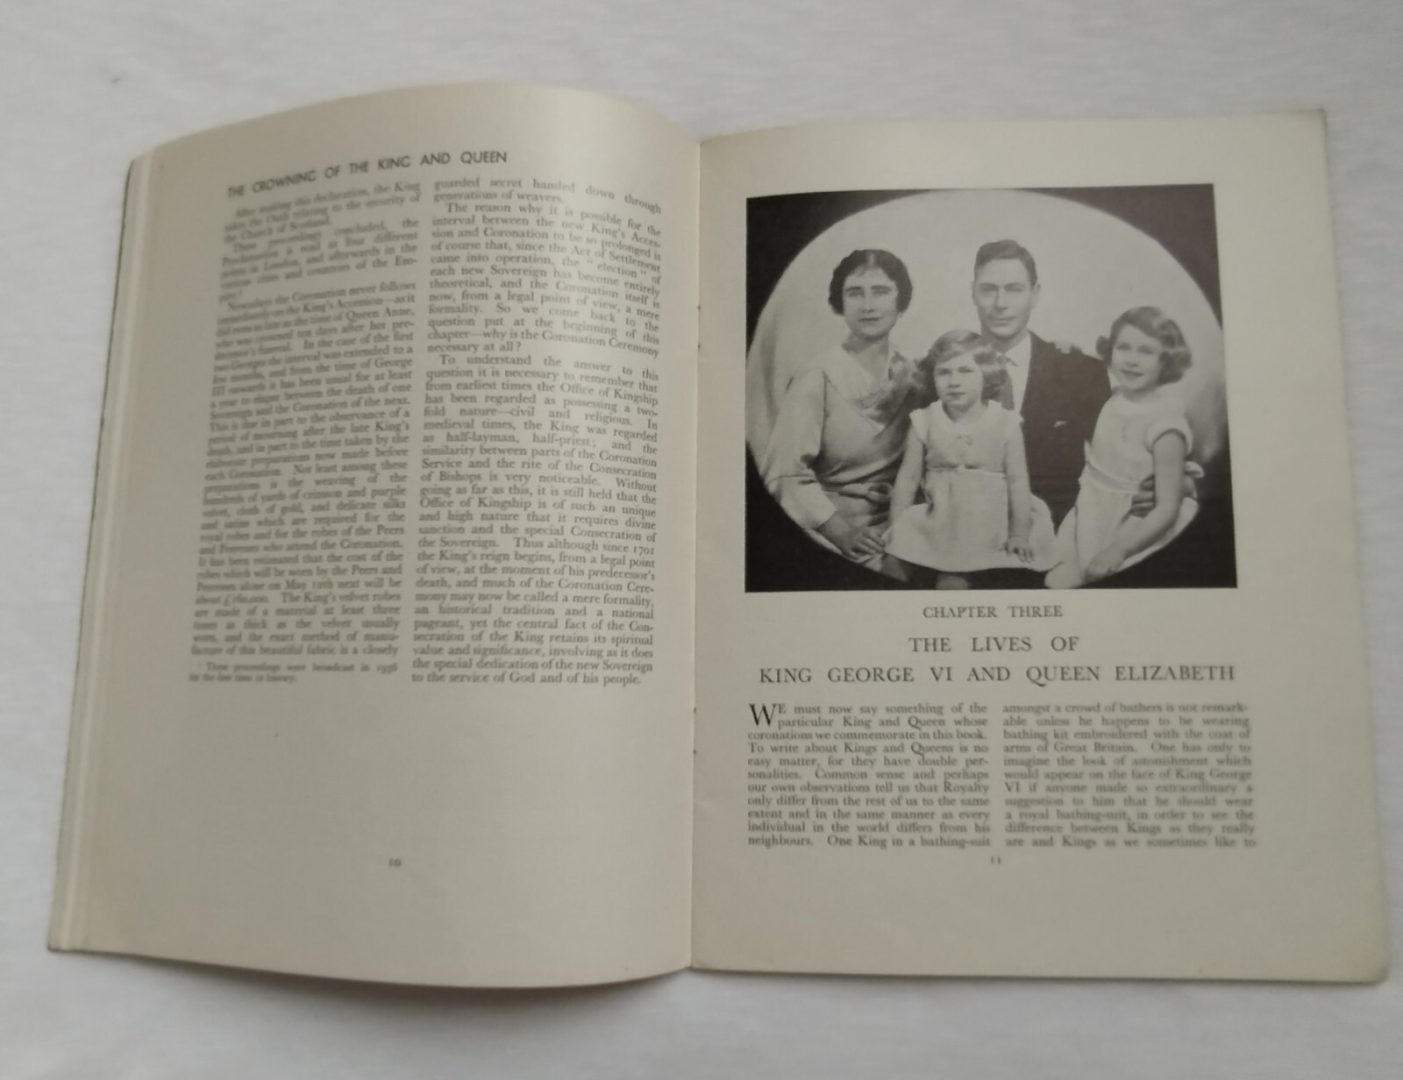 THE CROWNING OF THE KING AND QUEEN
After making this declaration, the King
takes the Oath relating to the security of
the Church of Scotland.
These proceedings concluded, the
Proclamation is read at four different
points in London, and afterwards in the
various cities and countries of the Em-
pire.¹
Nowadays the Coronation never follows
immediately on the King's Accession—as it
did even so late as the time of Queen Anne,
who was crowned ten days after her pre-
decessor's funeral. In the case of the first
two Georges the interval was extended to a
few months, and from the time of George
III onwards it has been usual for at least
a year to elapse between the death of one
Sovereign and the Coronation of the next.
This is due in part to the observance of a
period of mourning after the late King's
death, and in part to the time taken by the
elaborate preparations now made before
each Coronation. Not least among these
preparations is the weaving of the
hundreds of yards of crimson and purple
velvet, cloth of gold, and delicate silks
and satins which are required for the
royal robes and for the robes of the Peers
and Peeresses who attend the Coronation.
It has been estimated that the cost of the
robes which will be worn by the Peers and
Peeresses alone on May 12th next will be
about The King's velvet robes
are made of a material at least three
times as thick as the velvet usually
worn, and the exact method of manu-
facture of this beautiful fabric is a closely
¹ These proceedings were broadcast in 1936
for the first time in history.
guarded secret handed down through
generations of weavers.
The reason why it is possible for the
interval between the new King's Acces-
sion and Coronation to be so prolonged is
of course that, since the Act of Settlement
came into operation, the "election" of
each new Sovereign has become entirely
theoretical, and the Coronation itself is
now, from a legal point of view, a mere
formality. So we come back to the
question put at the beginning of this
chapter—why is the Coronation Ceremony
necessary at all?
To understand the answer to this
question it is necessary to remember that
from earliest times the Office of Kingship
has been regarded as possessing a two-
fold nature—civil and religious. In
medieval times, the King was regarded
as half-layman, half-priest; and the
similarity between parts of the Coronation
Service and the rite of the Consecration
of Bishops is very noticeable. Without
going as far as this, it is still held that the
Office of Kingship is of such an unique
and high nature that it requires divine
sanction and the special Consecration of
the Sovereign. Thus although since 1701
the King's reign begins, from a legal point
of view, at the moment of his predecessor's
death, and much of the Coronation Cere-
mony may now be called a mere formality,
an historical tradition and a national
pageant, yet the central fact of the Con-
secration of the King retains its spiritual
value and significance, involving as it does
the special dedication of the new Sovereign
to the service of God and of his people.
10
CHAPTER THREE
THE LIVES OF
KING GEORGE VI AND QUEEN ELIZABETH
WE must now say something of the
particular King and Queen whose
coronations we commemorate in this book.
To write about Kings and Queens is no
easy matter, for they have double per-
sonalities. Common sense and perhaps
our own observations tell us that Royalty
only differ from the rest of us to the same
extent and in the same manner as every
individual in the world differs from his
neighbours. One King in a bathing-suit
amongst a crowd of bathers is not remark-
able unless he happens to be wearing
bathing kit embroidered with the coat of
arms of Great Britain. One has only to
imagine the look of astonishment which
would appear on the face of King George
VI if anyone made so extraordinary a
suggestion to him that he should wear
a royal bathing-suit, in order to see the
difference between Kings as they really
are and Kings as we sometimes like to
11